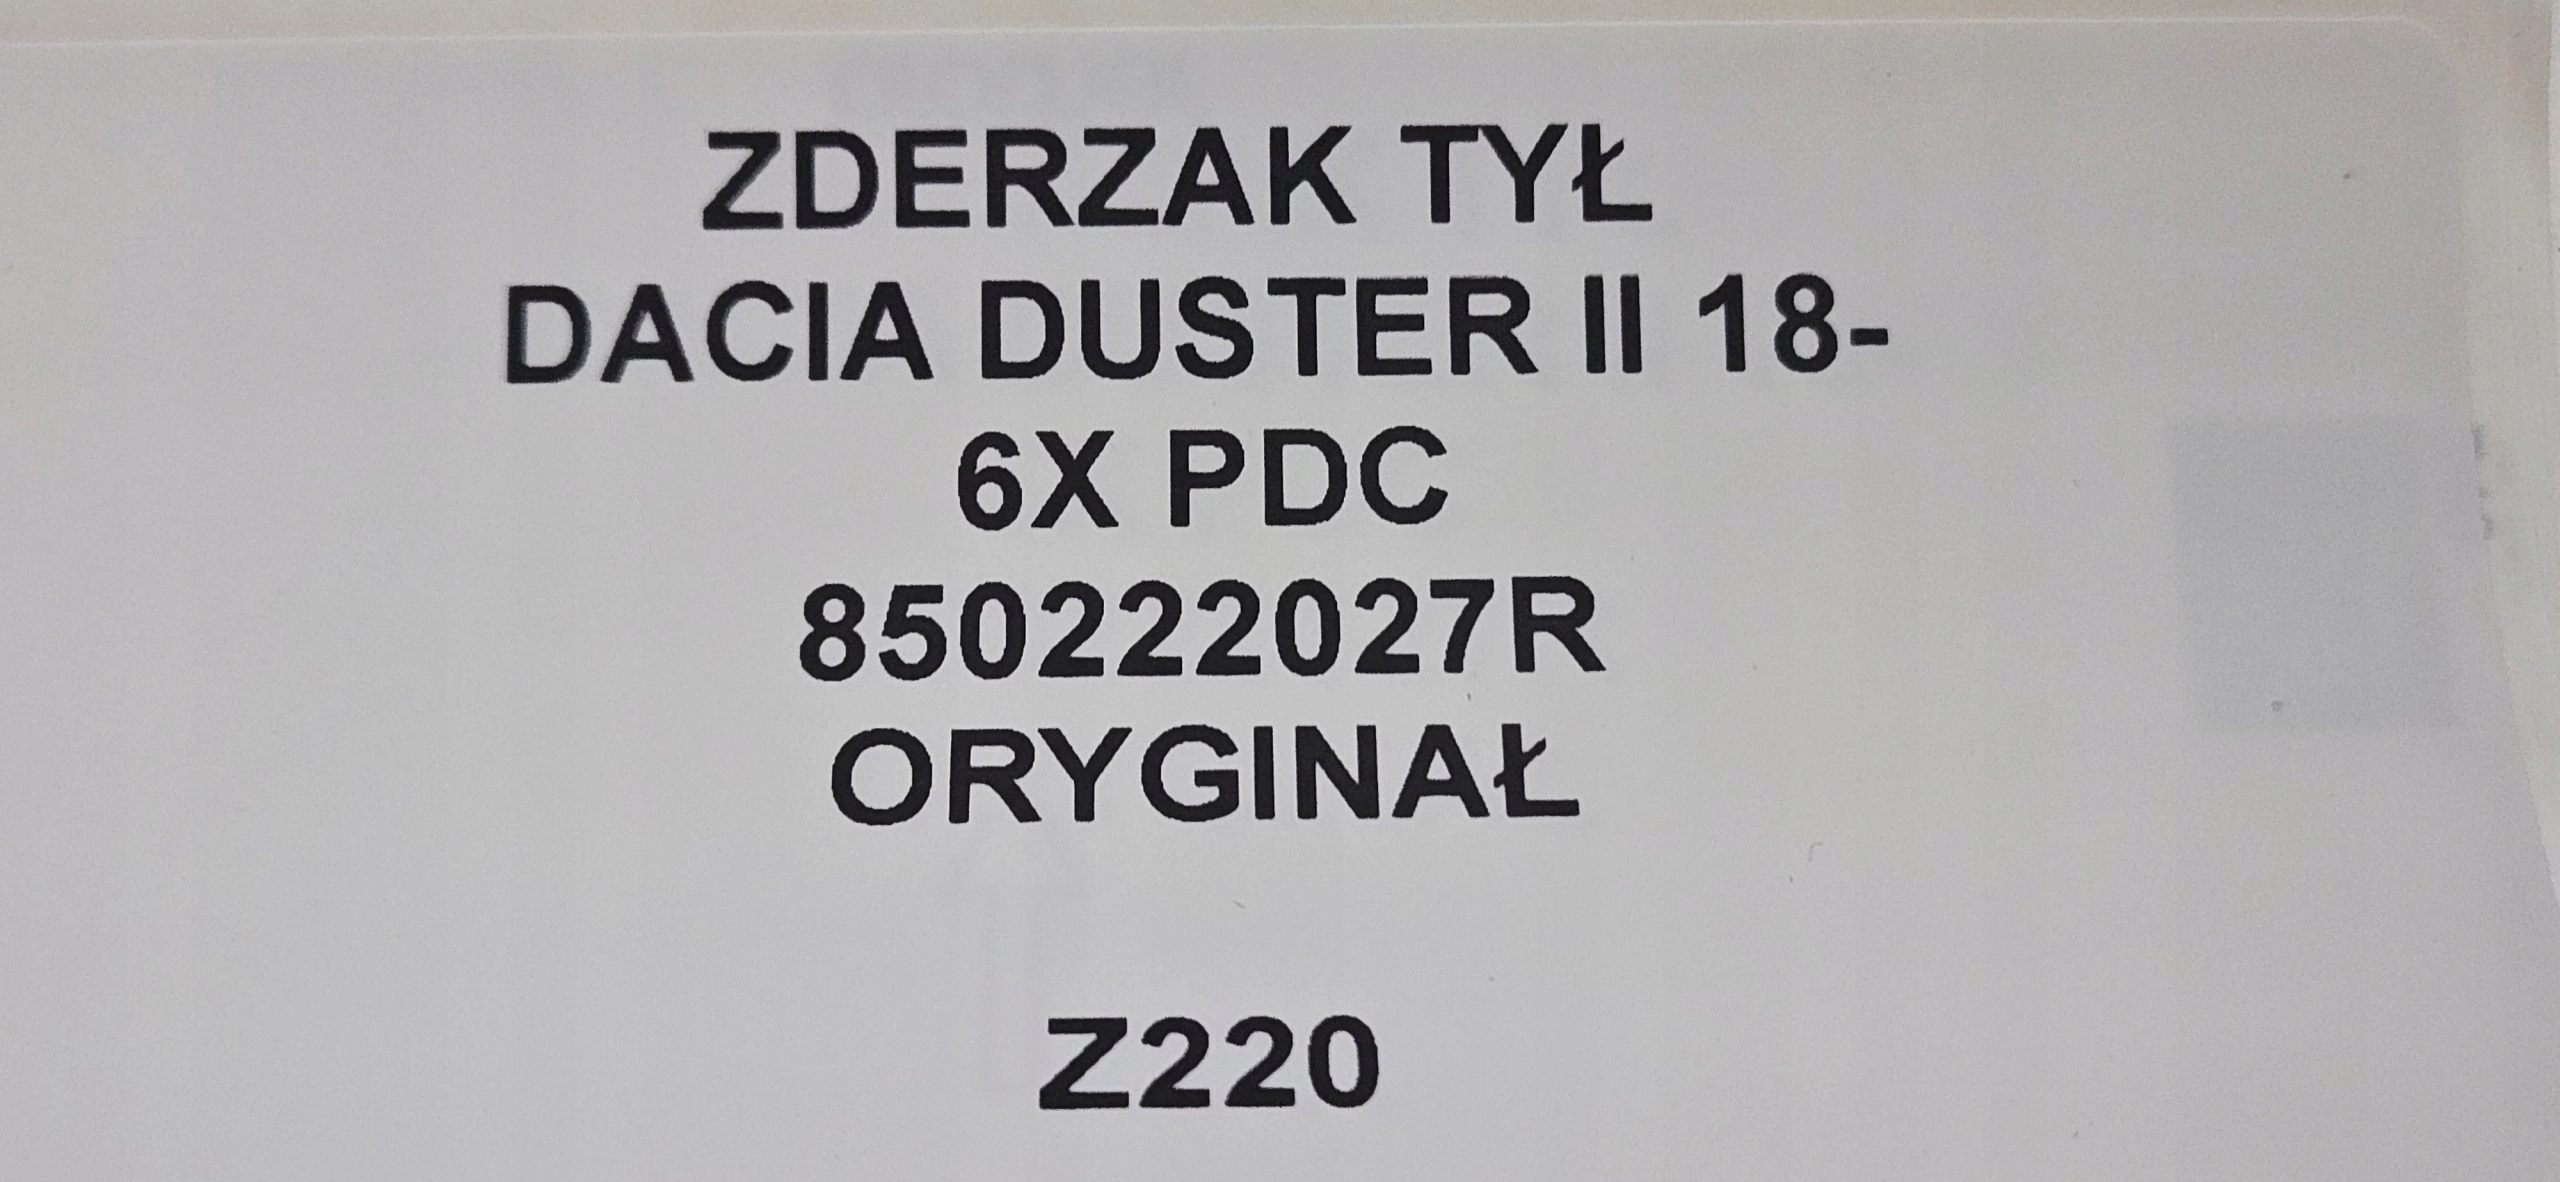 ZDERZAK TYŁ
DACIA DUSTER II 18-
6X PDC
850222027R
ORYGINAŁ
Z220